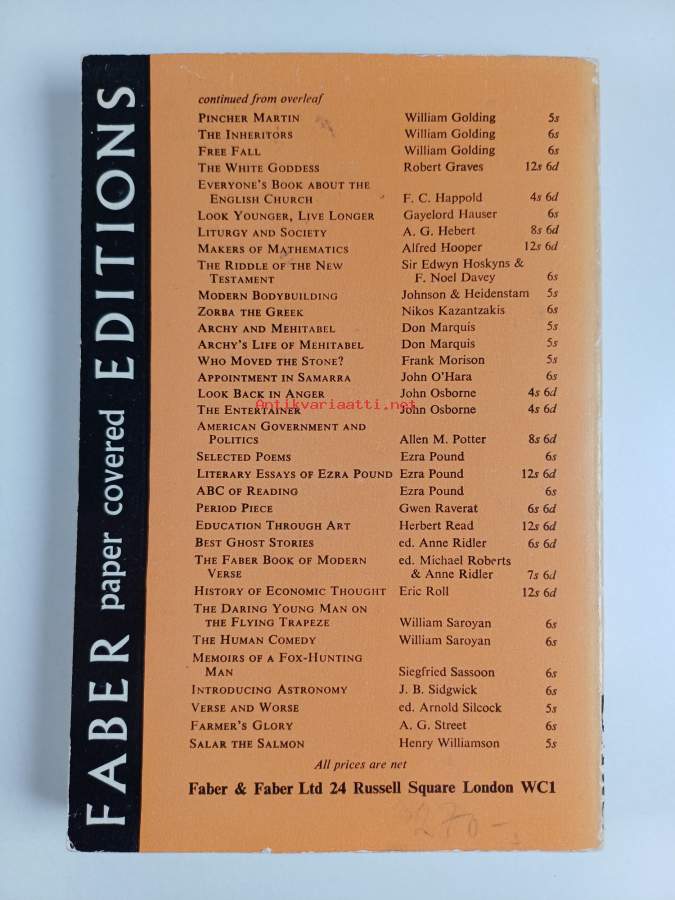 FABER paper covered EDITIONS
continued from overleaf
PINCHER MARTIN William Golding 5s
THE INHERITORS William Golding 6s
FREE FALL William Golding 6s
THE WHITE GODDESS Robert Graves 12s 6d
EVERYONE'S BOOK ABOUT THE
ENGLISH CHURCH F. C. Happold 4s 6d
LOOK YOUNGER, LIVE LONGER Gayelord Hauser 6s
LITURGY AND SOCIETY A. G. Hebert 8s 6d
MAKERS OF MATHEMATICS Alfred Hooper 12s 6d
THE RIDDLE OF THE NEW Sir Edwyn Hoskyns &
TESTAMENT F. Noel Davey 6s
MODERN BODYBUILDING Johnson & Heidenstam 5s
ZORBA THE GREEK Nikos Kazantzakis 6s
ARCHY AND MEHITABEL Don Marquis 5s
ARCHY'S LIFE OF MEHITABEL Don Marquis 5s
WHO MOVED THE STONE? Frank Morison 5s
APPOINTMENT IN SAMARRA John O'Hara 6s
LOOK BACK IN ANGER John Osborne 4s 6d
Antikvariaatti.net
THE ENTERTAINER John Osborne 4s 6d
AMERICAN GOVERNMENT AND
POLITICS Allen M. Potter 8s 6d
SELECTED POEMS Ezra Pound 6s
LITERARY ESSAYS OF EZRA POUND Ezra Pound 12s 6d
ABC OF READING Ezra Pound 6s
PERIOD PIECE Gwen Raverat 6s 6d
EDUCATION THROUGH ART Herbert Read 12s 6d
BEST GHOST STORIES ed. Anne Ridler 6s 6d
THE FABER BOOK OF MODERN ed. Michael Roberts
VERSE & Anne Ridler 7s 6d
HISTORY OF ECONOMIC THOUGHT Eric Roll 12s 6d
THE DARING YOUNG MAN ON
THE FLYING TRAPEZE William Saroyan 6s
THE HUMAN COMEDY William Saroyan 6s
MEMOIRS OF A FOX-HUNTING
MAN Siegfried Sassoon 6s
INTRODUCING ASTRONOMY J. B. Sidgwick 6s
VERSE AND WORSE ed. Arnold Silcock 5s
FARMER'S GLORY A. G. Street 6s
SALAR THE SALMON Henry Williamson 5s
All prices are net
Faber & Faber Ltd 24 Russell Square London WC1
270-